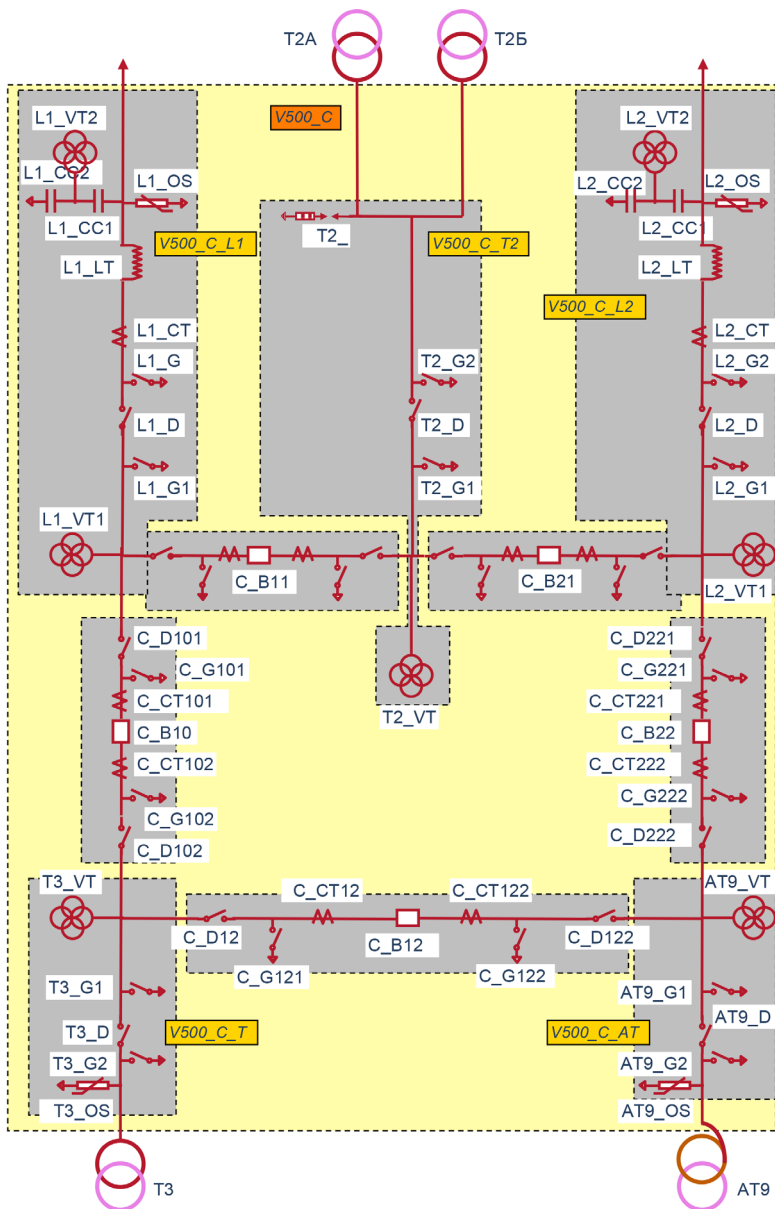 T2A
T2Б
V500_C
L1_VT2
L2_VT2
L1_CC2
L1_OS
L2_CC2
L2_OS
L1_CC1
T2_
L2_CC1
V500_C_L1
V500_C_T2
L1_LT
L2_LT
V500_C_L2
L1_CT
L2_CT
L1_G
T2_G2
L2_G2
L1_D
T2_D
L2_D
L1_G1
T2_G1
L2_G1
L1_VT1
C_B11
C_B21
L2_VT1
C_D101
C_D221
C_G101
C_G221
C_CT101
C_CT221
T2_VT
C_B10
C_B22
C_CT102
C_CT222
C_G222
C_G102
C_D222
C_D102
T3_VT
C_CT12
C_CT122
AT9_VT
C_D12
C_B12
C_D122
C_G121
C_G122
T3_G1
AT9_G1
T3_D
V500_C_T
V500_C_AT
AT9_D
T3_G2
AT9_G2
T3_OS
AT9_OS
T3
AT9